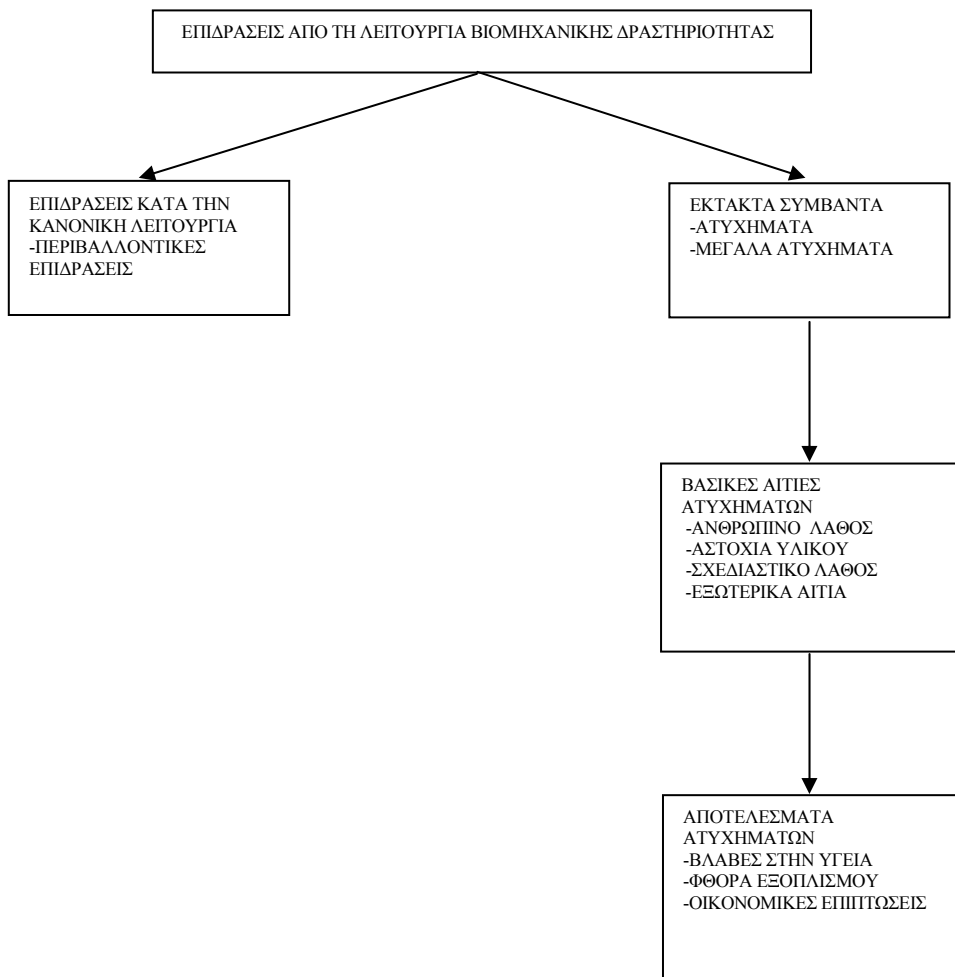 ΕΠΙΔΡΑΣΕΙΣ ΑΠΟ ΤΗ ΛΕΙΤΟΥΡΓΙΑ ΒΙΟΜΗΧΑΝΙΚΗΣ ΔΡΑΣΤΗΡΙΟΤΗΤΑΣ
ΕΠΙΔΡΑΣΕΙΣ ΚΑΤΑ ΤΗΝ
ΚΑΝΟΝΙΚΗ ΛΕΙΤΟΥΡΓΙΑ
-ΠΕΡΙΒΑΛΛΟΝΤΙΚΕΣ
ΕΠΙΔΡΑΣΕΙΣ
ΕΚΤΑΚΤΑ ΣΥΜΒΑΝΤΑ
-ΑΤΥΧΗΜΑΤΑ
-ΜΕΓΑΛΑ ΑΤΥΧΗΜΑΤΑ
ΒΑΣΙΚΕΣ ΑΙΤΙΕΣ
ΑΤΥΧΗΜΑΤΩΝ
-ΑΝΘΡΩΠΙΝΟ ΛΑΘΟΣ
-ΑΣΤΟΧΙΑ ΥΛΙΚΟΥ
-ΣΧΕΔΙΑΣΤΙΚΟ ΛΑΘΟΣ
-ΕΞΩΤΕΡΙΚΑ ΑΙΤΙΑ
ΑΠΟΤΕΛΕΣΜΑΤΑ
ΑΤΥΧΗΜΑΤΩΝ
-ΒΛΑΒΕΣ ΣΤΗΝ ΥΓΕΙΑ
-ΦΘΟΡΑ ΕΞΟΠΛΙΣΜΟΥ
-ΟΙΚΟΝΟΜΙΚΕΣ ΕΠΙΠΤΩΣΕΙΣ